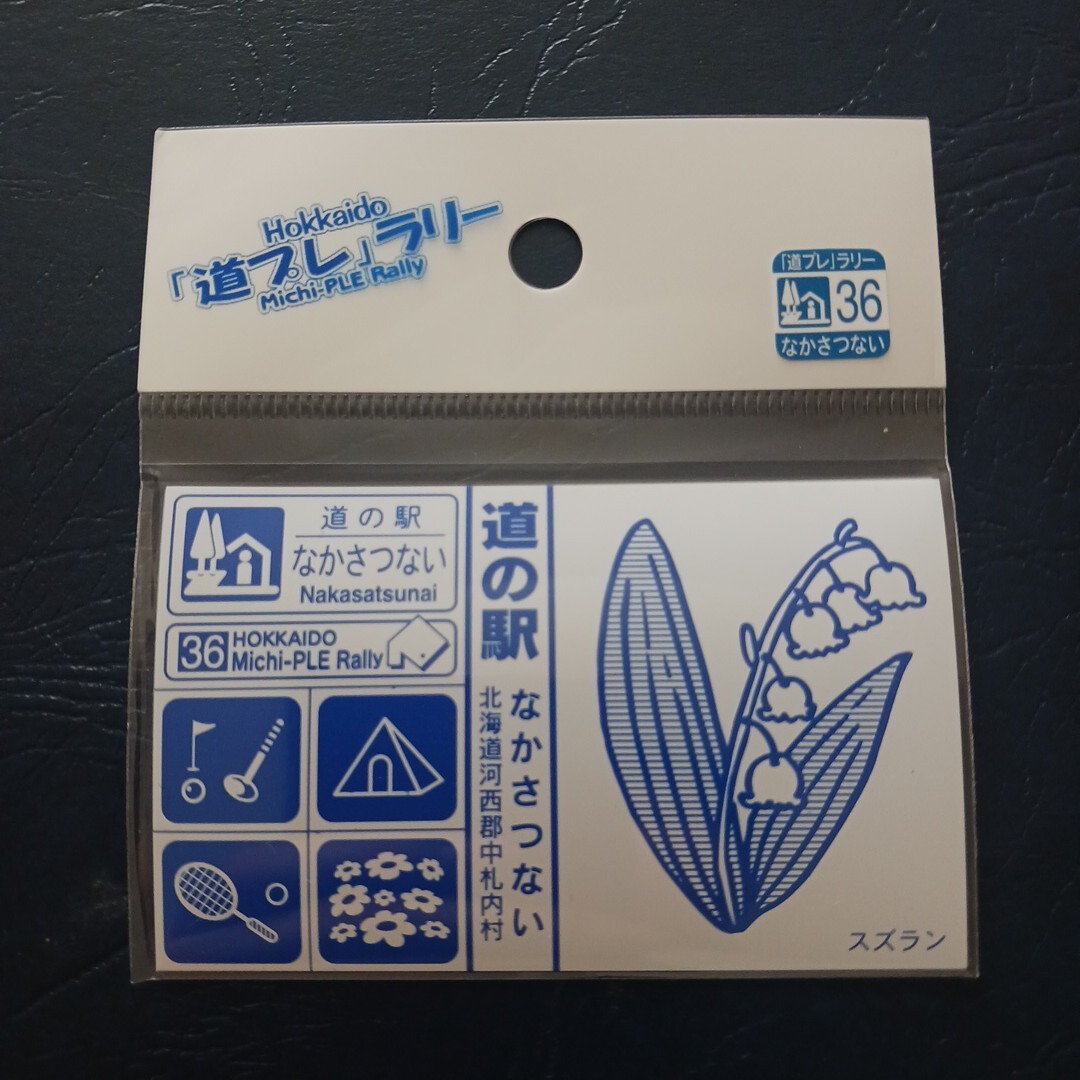 Hokkaido
「道プレ」ラリー
Michi-PLE Rally
「道プレ」ラリー
36
なかさつない
道の駅
なかさつない
Nakasatsunai
36 HOKKAIDO
Michi-PLE Rally
道の駅 なかさつない
北海道河西郡中札内村
スズラン